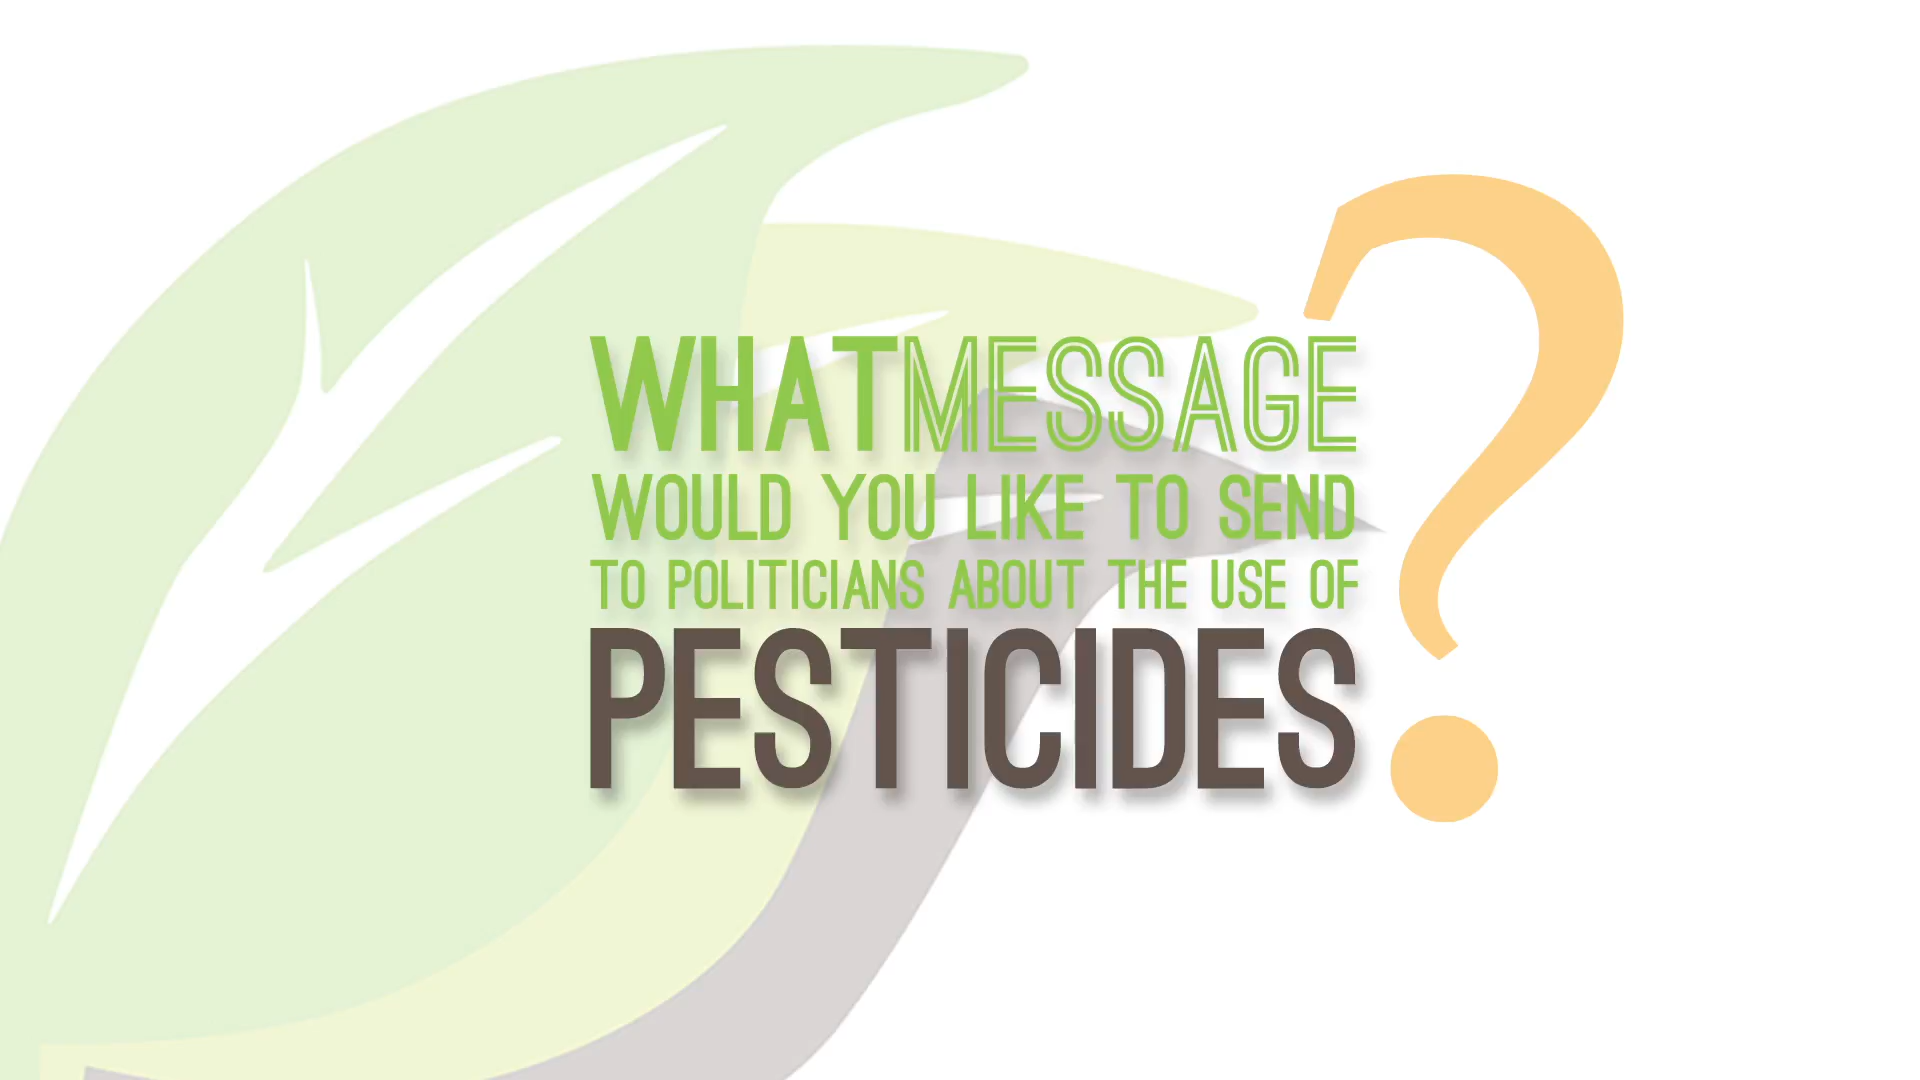 WHAT MESSAGE
WOULD YOU LIKE TO SEND
TO POLITICIANS ABOUT THE USE OF
PESTICIDES?